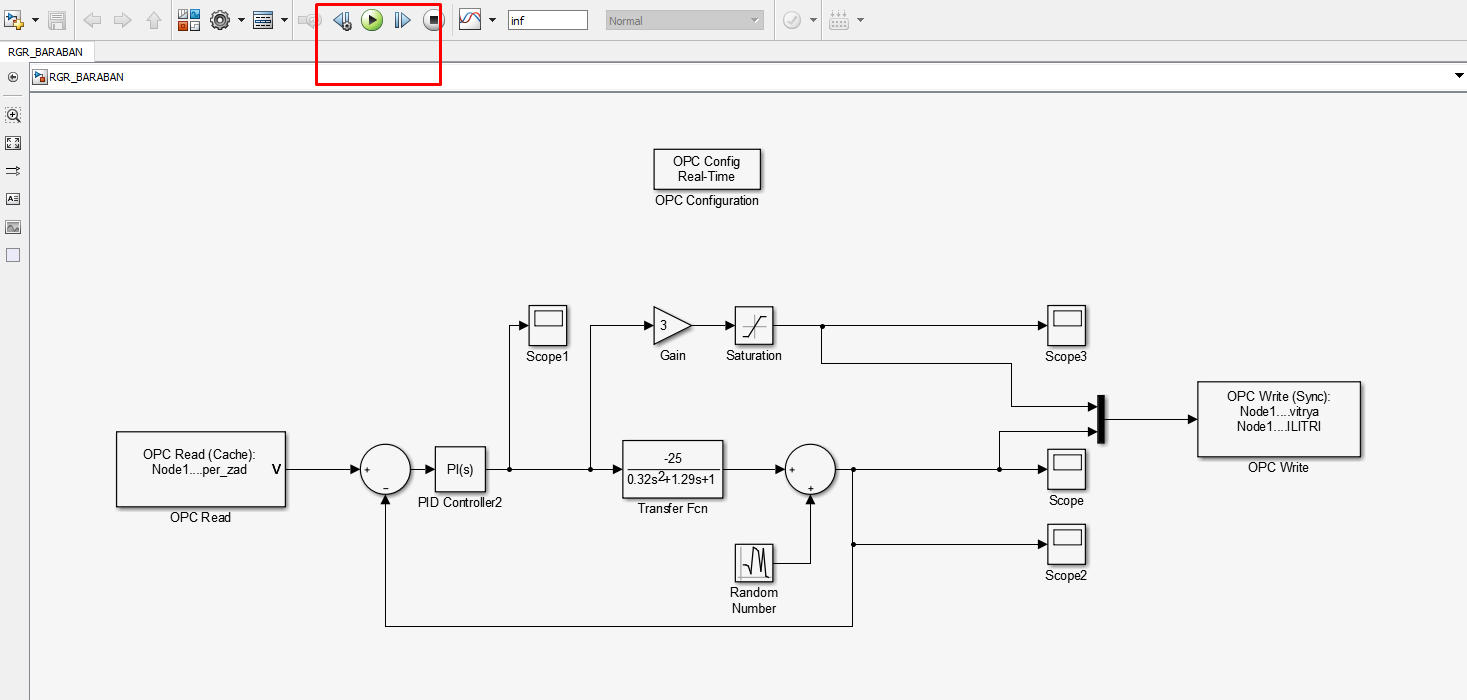 inf
Normal
RGR_BARABAN
RGR_BARABAN
OPC Config
Real-Time
OPC Configuration
Scope1
3
Gain
Saturation
Scope3
OPC Read (Cache):
Node1....per_zad
V
OPC Read
+
−
PI(s)
PID Controller2
-25
0.32s²+1.29s+1
Transfer Fcn
+
+
Random
Number
Scope
Scope2
OPC Write (Sync):
Node1....vitrya
Node1....ILITRI
OPC Write